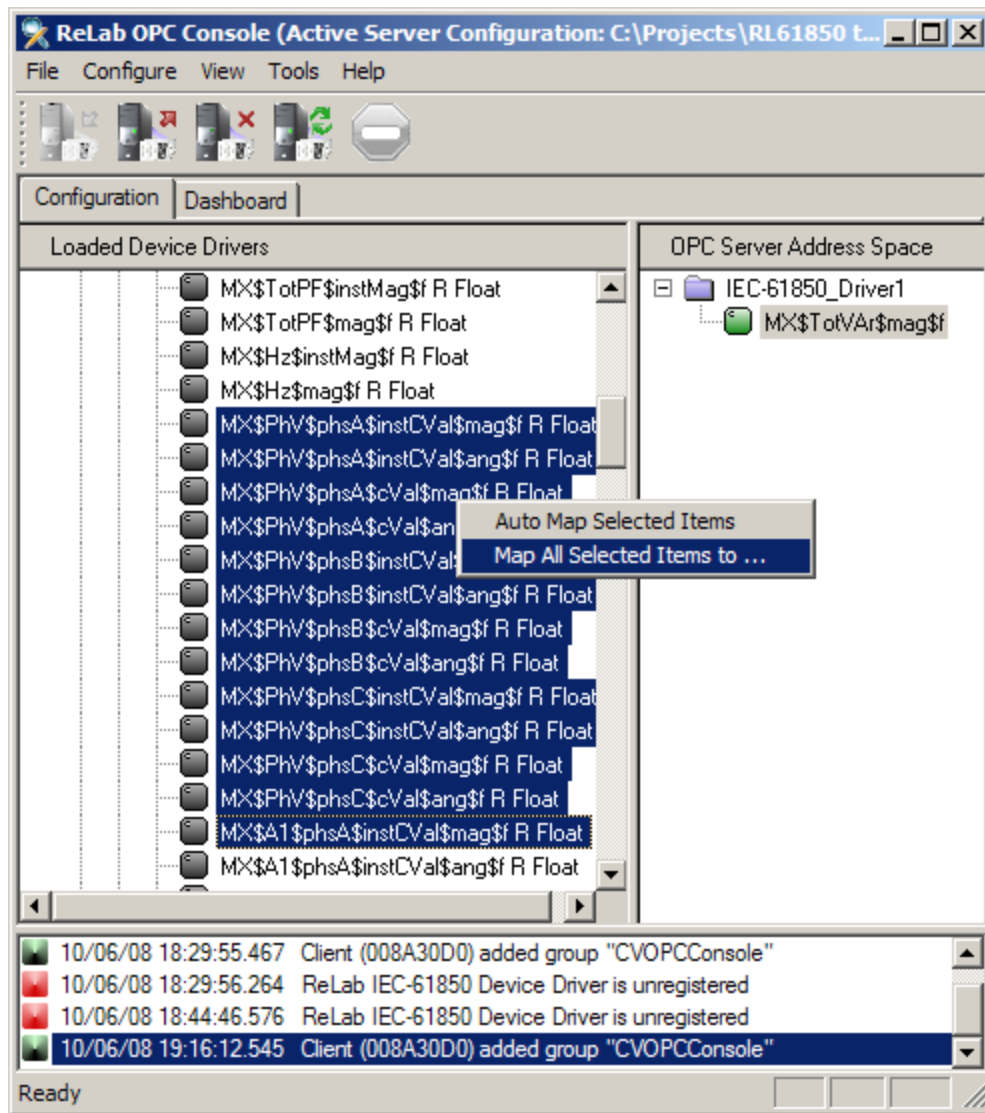 ReLab OPC Console (Active Server Configuration: C:\Projects\RL61850 t...
File Configure View Tools Help
Configuration Dashboard
Loaded Device Drivers
OPC Server Address Space
MX$TotPF$instMag$f R Float
MX$TotPF$mag$f R Float
MX$Hz$instMag$f R Float
MX$Hz$mag$f R Float
MX$PhV$phsA$instCVal$mag$f R Float
MX$PhV$phsA$instCVal$ang$f R Float
MX$PhV$phsA$cVal$mag$f R Float
MX$PhV$phsA$cVal$an
MX$PhV$phsB$instCVal$
MX$PhV$phsB$instCVal$ang$f R Float
MX$PhV$phsB$cVal$mag$f R Float
MX$PhV$phsB$cVal$ang$f R Float
MX$PhV$phsC$instCVal$mag$f R Float
MX$PhV$phsC$instCVal$ang$f R Float
MX$PhV$phsC$cVal$mag$f R Float
MX$PhV$phsC$cVal$ang$f R Float
MX$A1$phsA$instCVal$mag$f R Float
MX$A1$phsA$instCVal$ang$f R Float
Auto Map Selected Items
Map All Selected Items to ...
IEC-61850_Driver1
MX$TotVAr$mag$f
10/06/08 18:29:55.467 Client (008A30D0) added group "CVOPCConsole"
10/06/08 18:29:56.264 ReLab IEC-61850 Device Driver is unregistered
10/06/08 18:44:46.576 ReLab IEC-61850 Device Driver is unregistered
10/06/08 19:16:12.545 Client (008A30D0) added group "CVOPCConsole"
Ready